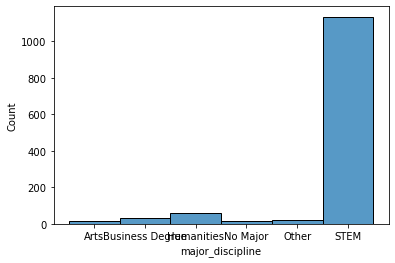 1000
800
600
400
200
0
Count
Arts Business Degree Humanities No Major Other STEM
major_discipline